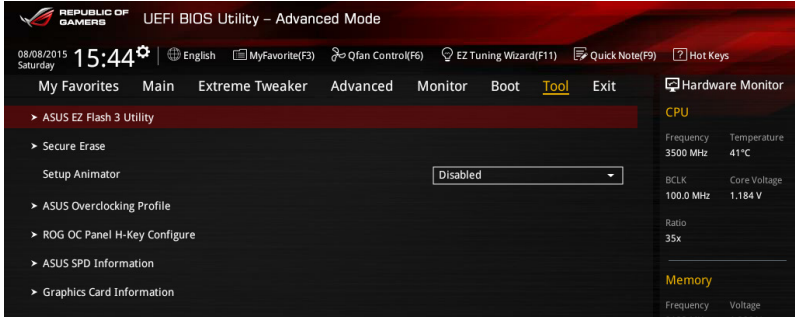 REPUBLIC OF
GAMERS
UEFI BIOS Utility – Advanced Mode
08/08/2015
Saturday
15:44
English
MyFavorite(F3)
Qfan Control(F6)
EZ Tuning Wizard(F11)
Quick Note(F9)
? Hot Keys
My Favorites Main Extreme Tweaker Advanced Monitor Boot Tool Exit
Hardware Monitor
ASUS EZ Flash 3 Utility
Secure Erase
Setup Animator Disabled
ASUS Overclocking Profile
ROG OC Panel H-Key Configure
ASUS SPD Information
Graphics Card Information
CPU
Frequency Temperature
3500 MHz 41°C
BCLK Core Voltage
100.0 MHz 1.184 V
Ratio
35x
Memory
Frequency Voltage